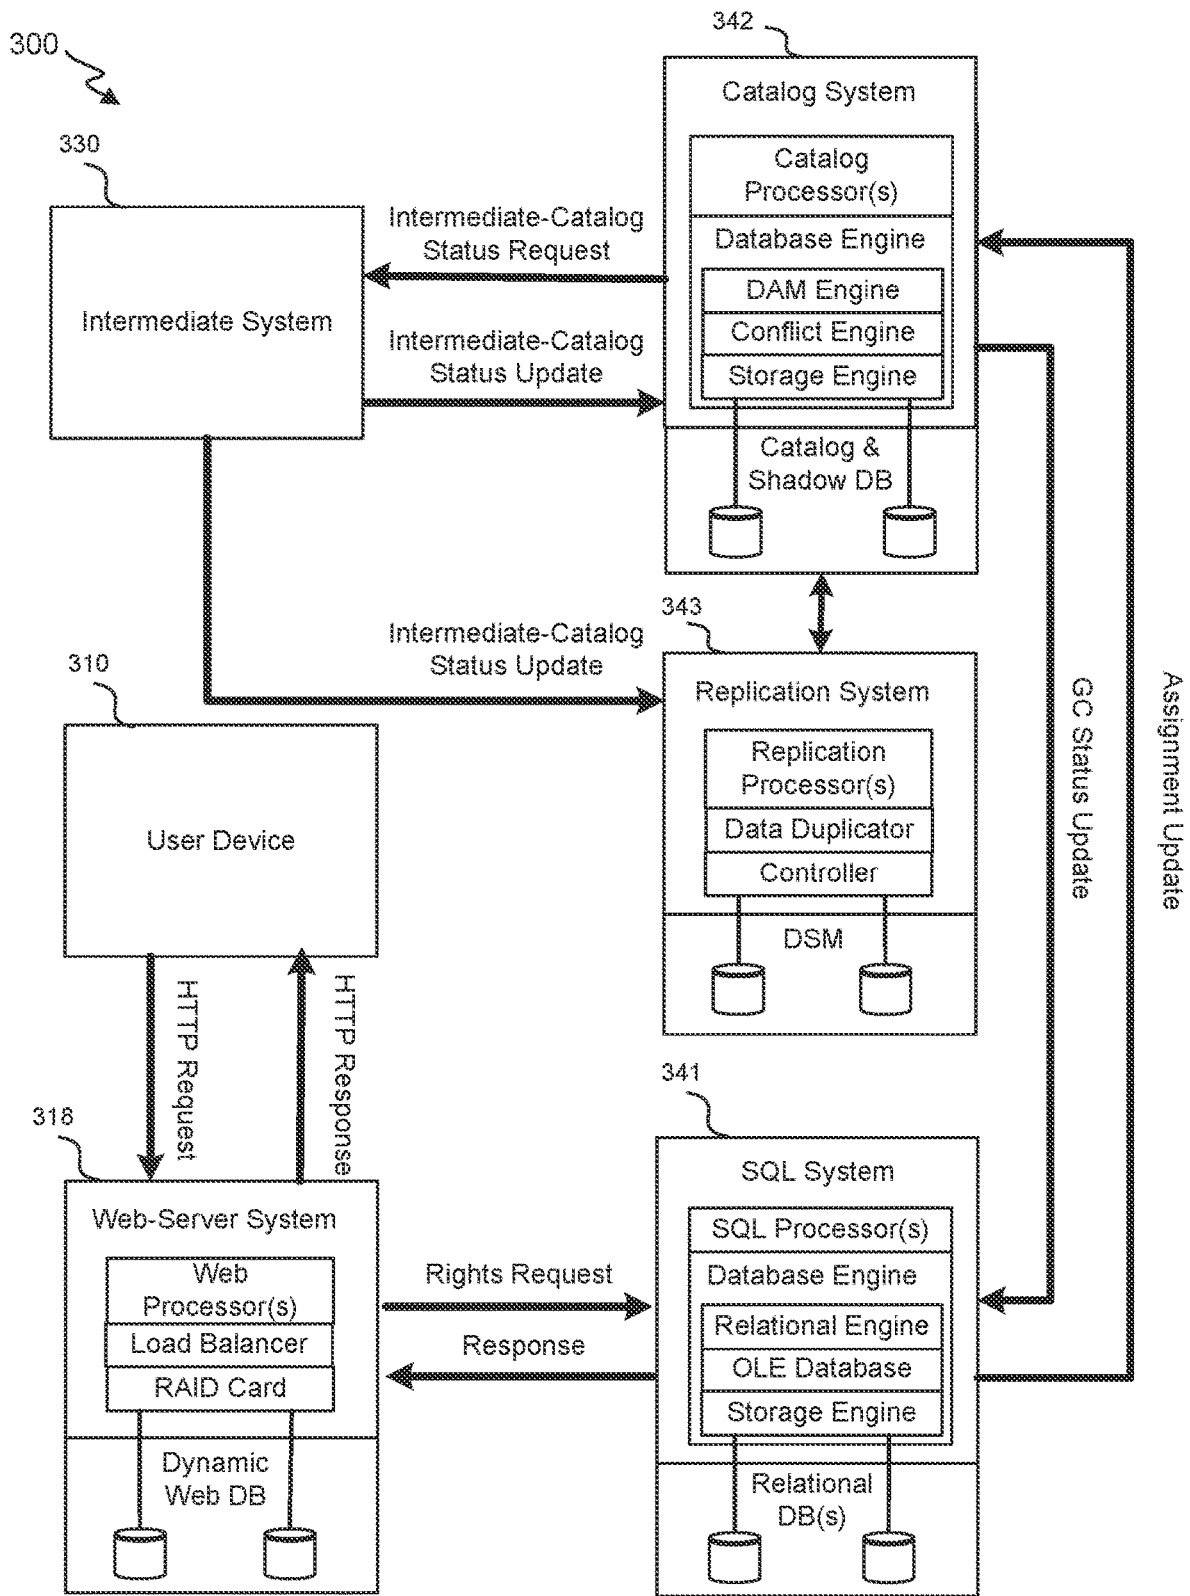 300
342
Catalog System
Catalog
Processor(s)
Database Engine
DAM Engine
Conflict Engine
Storage Engine
Catalog &
Shadow DB
330
Intermediate System
Intermediate-Catalog
Status Request
Intermediate-Catalog
Status Update
Intermediate-Catalog
Status Update
343
Replication System
Replication
Processor(s)
Data Duplicator
Controller
DSM
GC Status Update
Assignment Update
310
User Device
HTTP Request
HTTP Response
318
Web-Server System
Web
Processor(s)
Load Balancer
RAID Card
Dynamic
Web DB
Rights Request
Response
341
SQL System
SQL Processor(s)
Database Engine
Relational Engine
OLE Database
Storage Engine
Relational
DB(s)